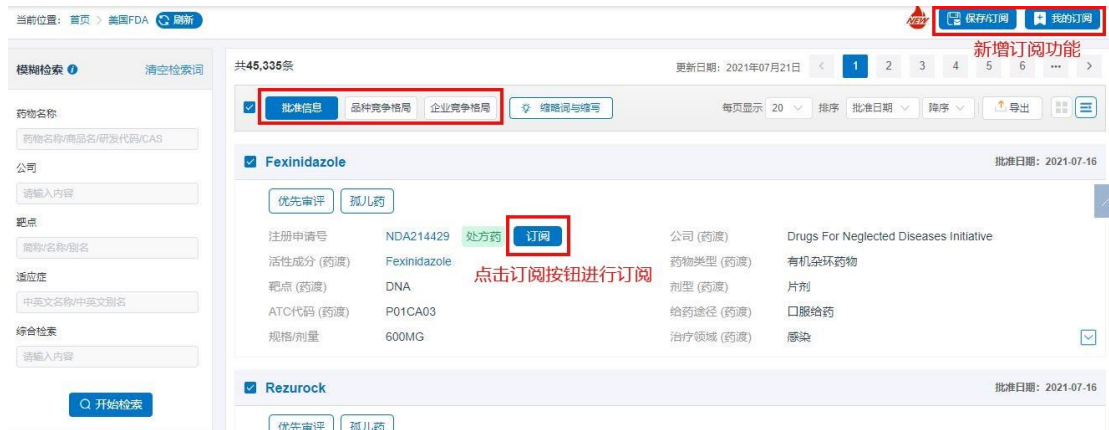 当前位置: 首页 > 美国FDA 刷新
NEW 保存/订阅 我的订阅
新增订阅功能
模糊检索 清空检索词
药物名称
药物名称/商品名/研发代码/CAS
公司
请输入内容
靶点
简称/名称/别名
适应症
中英文名称/中英文别名
综合检索
请输入内容
开始检索
共45,335条 更新日期: 2021年07月21日 < 1 2 3 4 5 6 ••• >
批准信息 品种竞争格局 企业竞争格局 缩略词与缩写 每页显示 20 排序 批准日期 降序 导出
Fexinidazole 批准日期: 2021-07-16
优先审评 孤儿药
注册申请号 NDA214429 处方药 订阅 公司 (药渡) Drugs For Neglected Diseases Initiative
活性成分 (药渡) Fexinidazole 药物类型 (药渡) 有机杂环药物
点击订阅按钮进行订阅
靶点 (药渡) DNA 剂型 (药渡) 片剂
ATC代码 (药渡) P01CA03 给药途径 (药渡) 口服给药
规格/剂量 600MG 治疗领域 (药渡) 感染
Rezurock 批准日期: 2021-07-16
优先审评 孤儿药